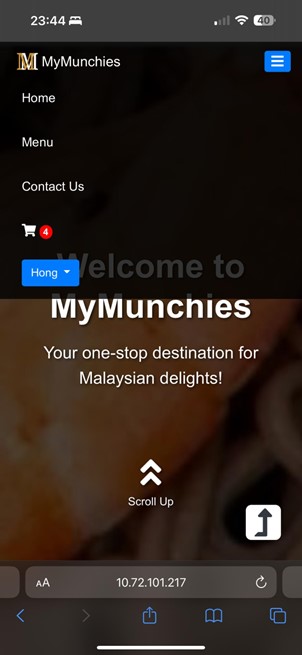 23:44
40
M MyMunchies
Home
Menu
Contact Us
4
Hong
Welcome to
MyMunchies
Your one-stop destination for
Malaysian delights!
Scroll Up
AA
10.72.101.217